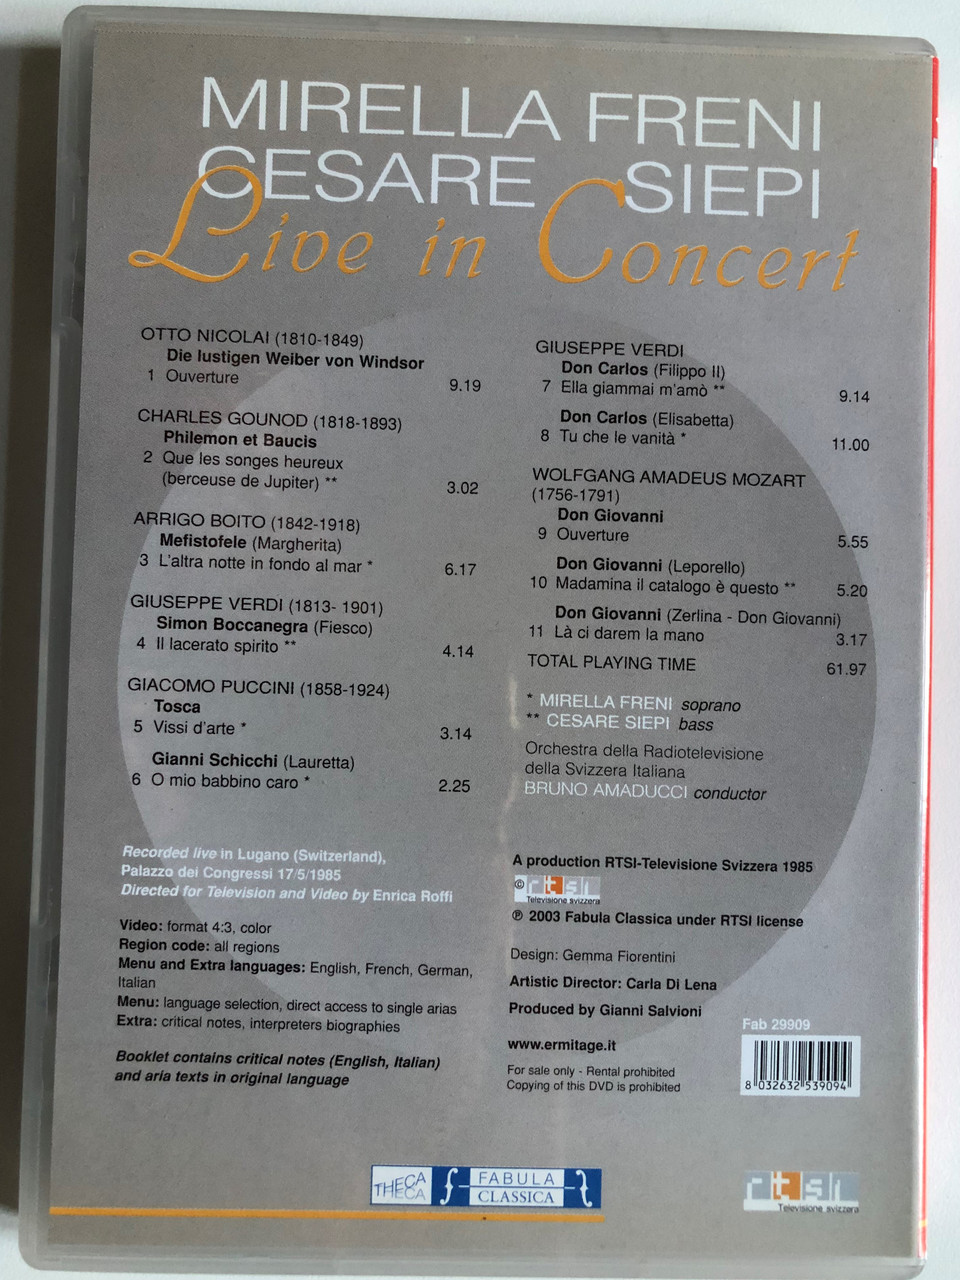 MIRELLA FRENI
CESARE SIEPI
Live in Concert
OTTO NICOLAI (1810-1849)
Die lustigen Weiber von Windsor
1 Ouverture 9.19
CHARLES GOUNOD (1818-1893)
Philemon et Baucis
2 Que les songes heureux
(berceuse de Jupiter) ** 3.02
ARRIGO BOITO (1842-1918)
Mefistofele (Margherita)
3 L'altra notte in fondo al mar * 6.17
GIUSEPPE VERDI (1813- 1901)
Simon Boccanegra (Fiesco)
4 Il lacerato spirito ** 4.14
GIACOMO PUCCINI (1858-1924)
Tosca
5 Vissi d'arte * 3.14
Gianni Schicchi (Lauretta)
6 O mio babbino caro * 2.25
GIUSEPPE VERDI
Don Carlos (Filippo II)
7 Ella giammai m'amò ** 9.14
Don Carlos (Elisabetta)
8 Tu che le vanità * 11.00
WOLFGANG AMADEUS MOZART
(1756-1791)
Don Giovanni
9 Ouverture 5.55
Don Giovanni (Leporello)
10 Madamina il catalogo è questo ** 5.20
Don Giovanni (Zerlina - Don Giovanni)
11 Là ci darem la mano 3.17
TOTAL PLAYING TIME 61.97
* MIRELLA FRENI soprano
** CESARE SIEPI bass
Orchestra della Radiotelevisione
della Svizzera Italiana
BRUNO AMADUCCI conductor
Recorded live in Lugano (Switzerland),
Palazzo dei Congressi 17/5/1985
Directed for Television and Video by Enrica Roffi
Video: format 4:3, color
Region code: all regions
Menu and Extra languages: English, French, German,
Italian
Menu: language selection, direct access to single arias
Extra: critical notes, interpreters biographies
Booklet contains critical notes (English, Italian)
and aria texts in original language
A production RTSI-Televisione Svizzera 1985
© rtsi
Televisione svizzera
℗ 2003 Fabula Classica under RTSI license
Design: Gemma Fiorentini
Artistic Director: Carla Di Lena
Produced by Gianni Salvioni
www.ermitage.it
For sale only - Rental prohibited
Copying of this DVD is prohibited
Fab 29909
8 032632 539094
THECA
THECA
FABULA
CLASSICA
rtsi
Televisione svizzera